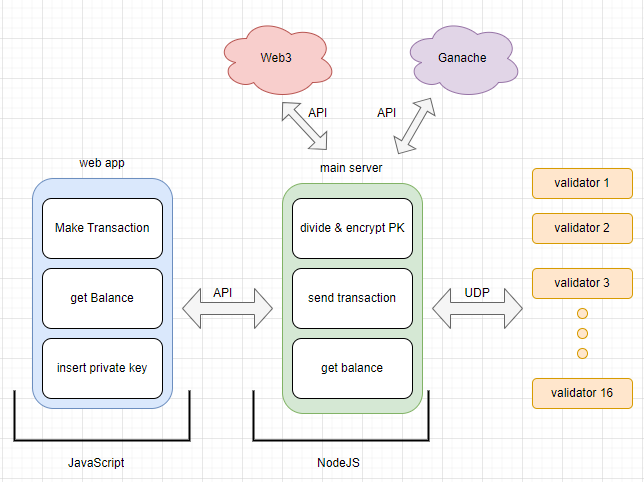 Web3
Ganache
API
API
web app
main server
Make Transaction
get Balance
insert private key
API
divide & encrypt PK
send transaction
get balance
UDP
validator 1
validator 2
validator 3
validator 16
JavaScript
NodeJS